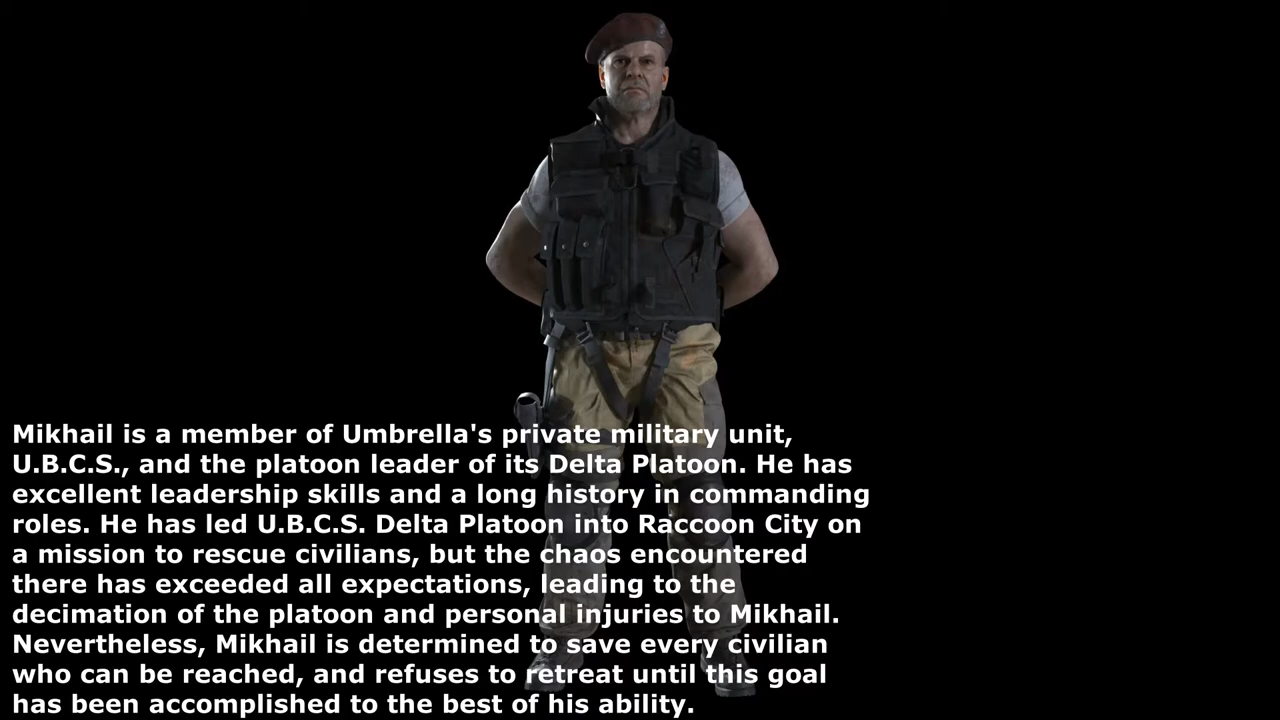 Mikhail is a member of Umbrella's private military unit,
U.B.C.S., and the platoon leader of its Delta Platoon. He has
excellent leadership skills and a long history in commanding
roles. He has led U.B.C.S. Delta Platoon into Raccoon City on
a mission to rescue civilians, but the chaos encountered
there has exceeded all expectations, leading to the
decimation of the platoon and personal injuries to Mikhail.
Nevertheless, Mikhail is determined to save every civilian
who can be reached, and refuses to retreat until this goal
has been accomplished to the best of his ability.